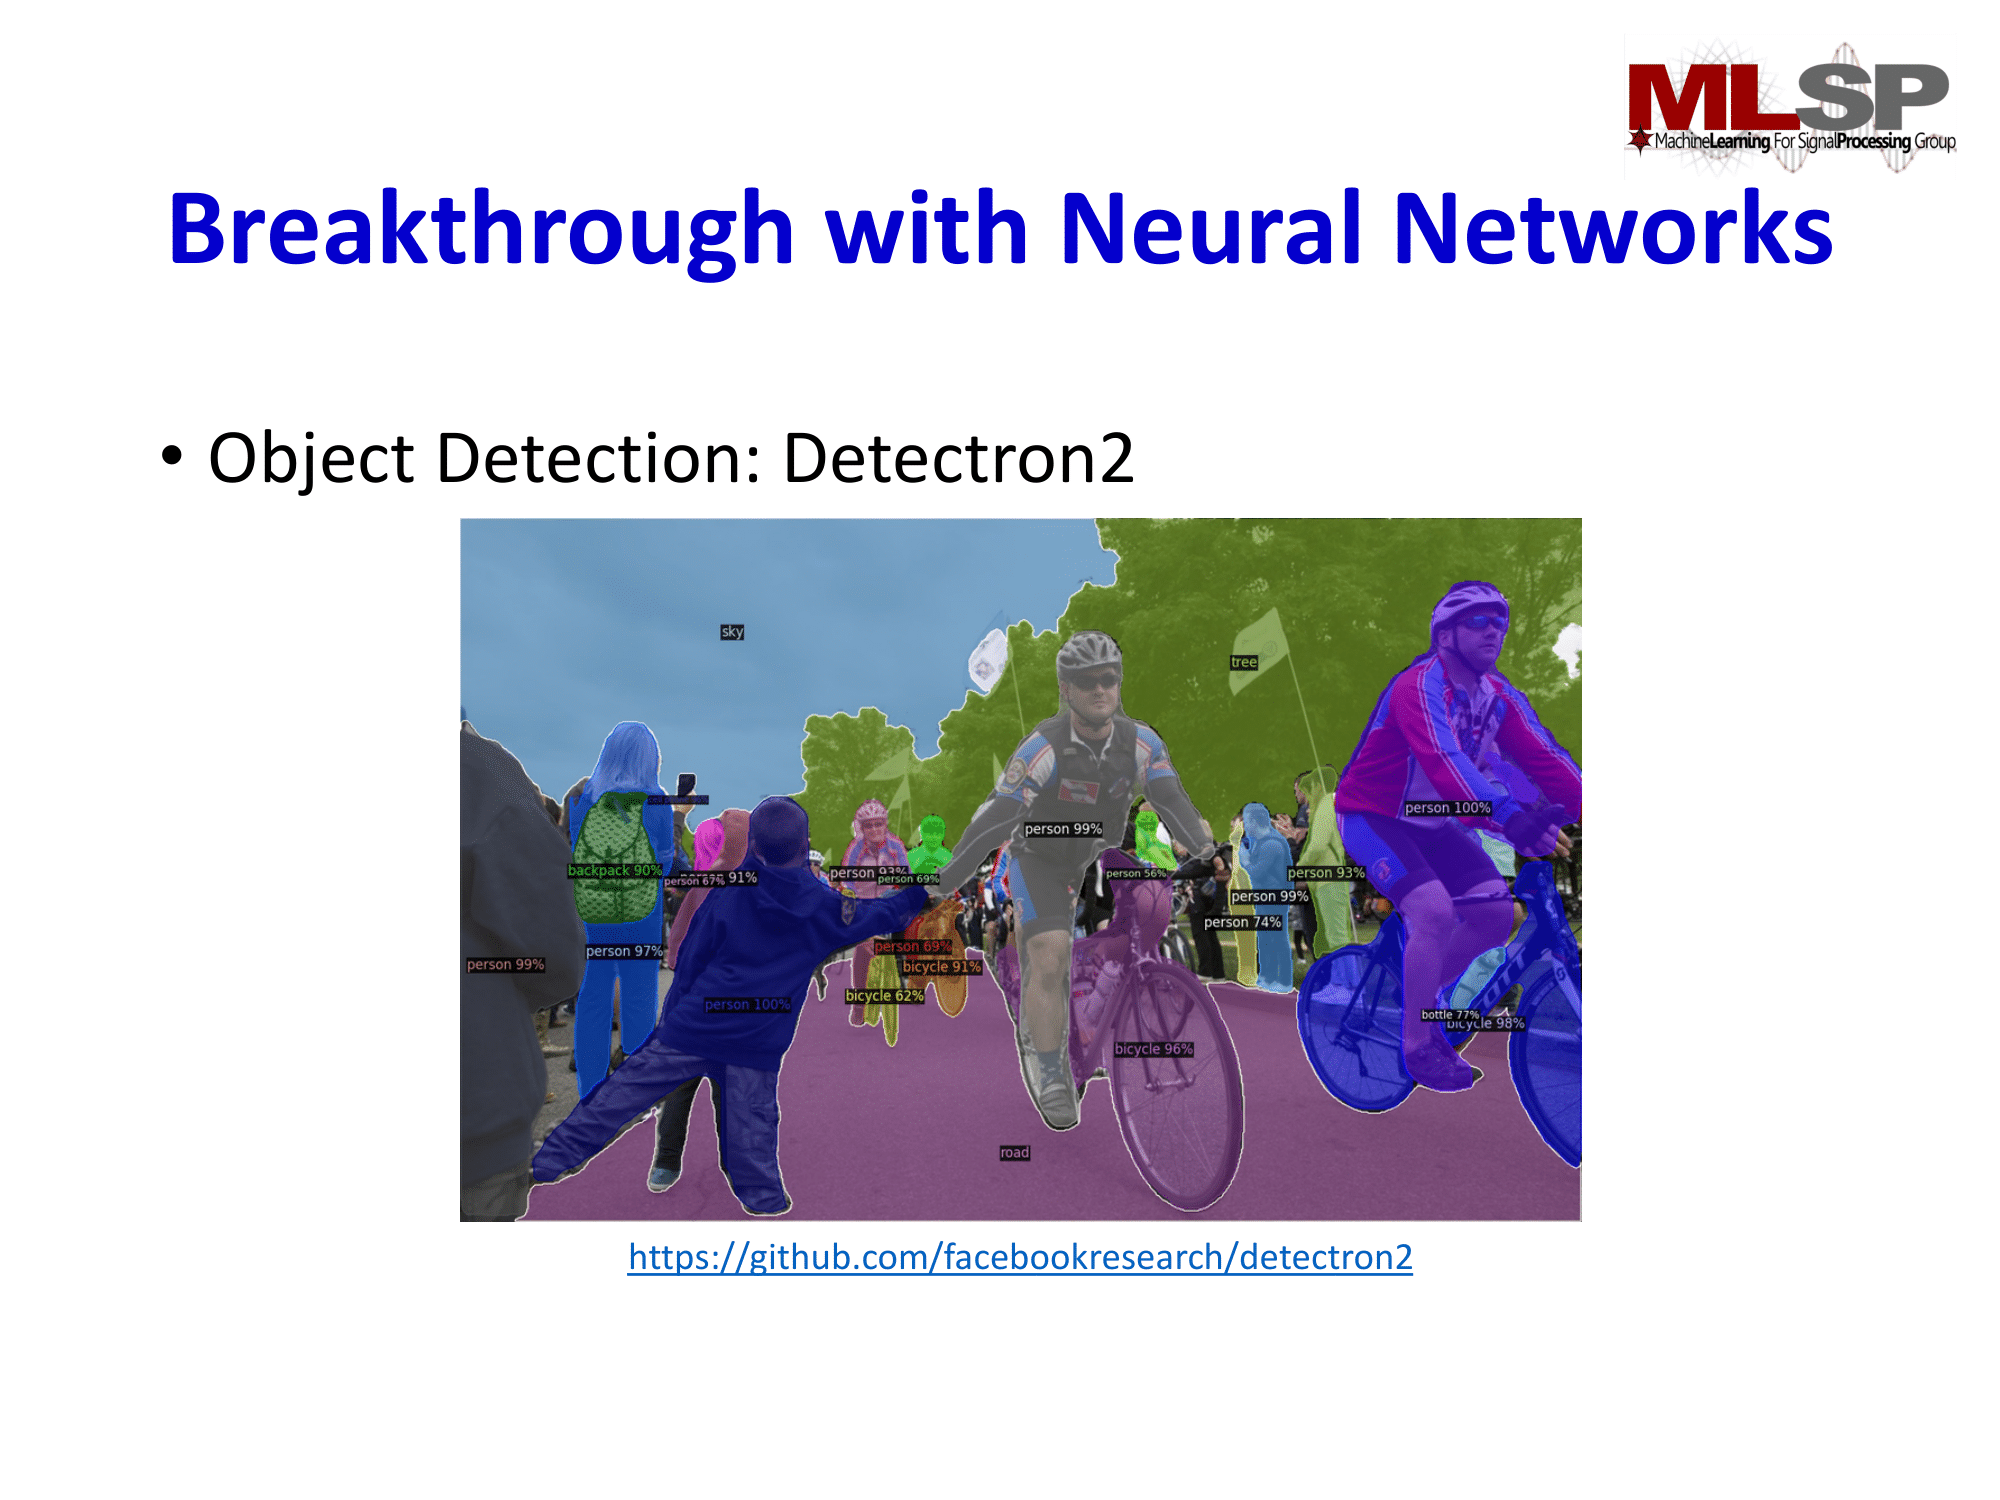 MLSP
MachineLearning For SignalProcessing Group
Breakthrough with Neural Networks
• Object Detection: Detectron2
sky
tree
person 100%
person 99%
backpack 90%
person 67%
91%
person 93%
person 69%
person 56%
person 93%
person 99%
person 74%
person 69%
person 97%
person 99%
bicycle 91%
bicycle 62%
person 100%
bottle 77%
bicycle 98%
bicycle 96%
road
https://github.com/facebookresearch/detectron2